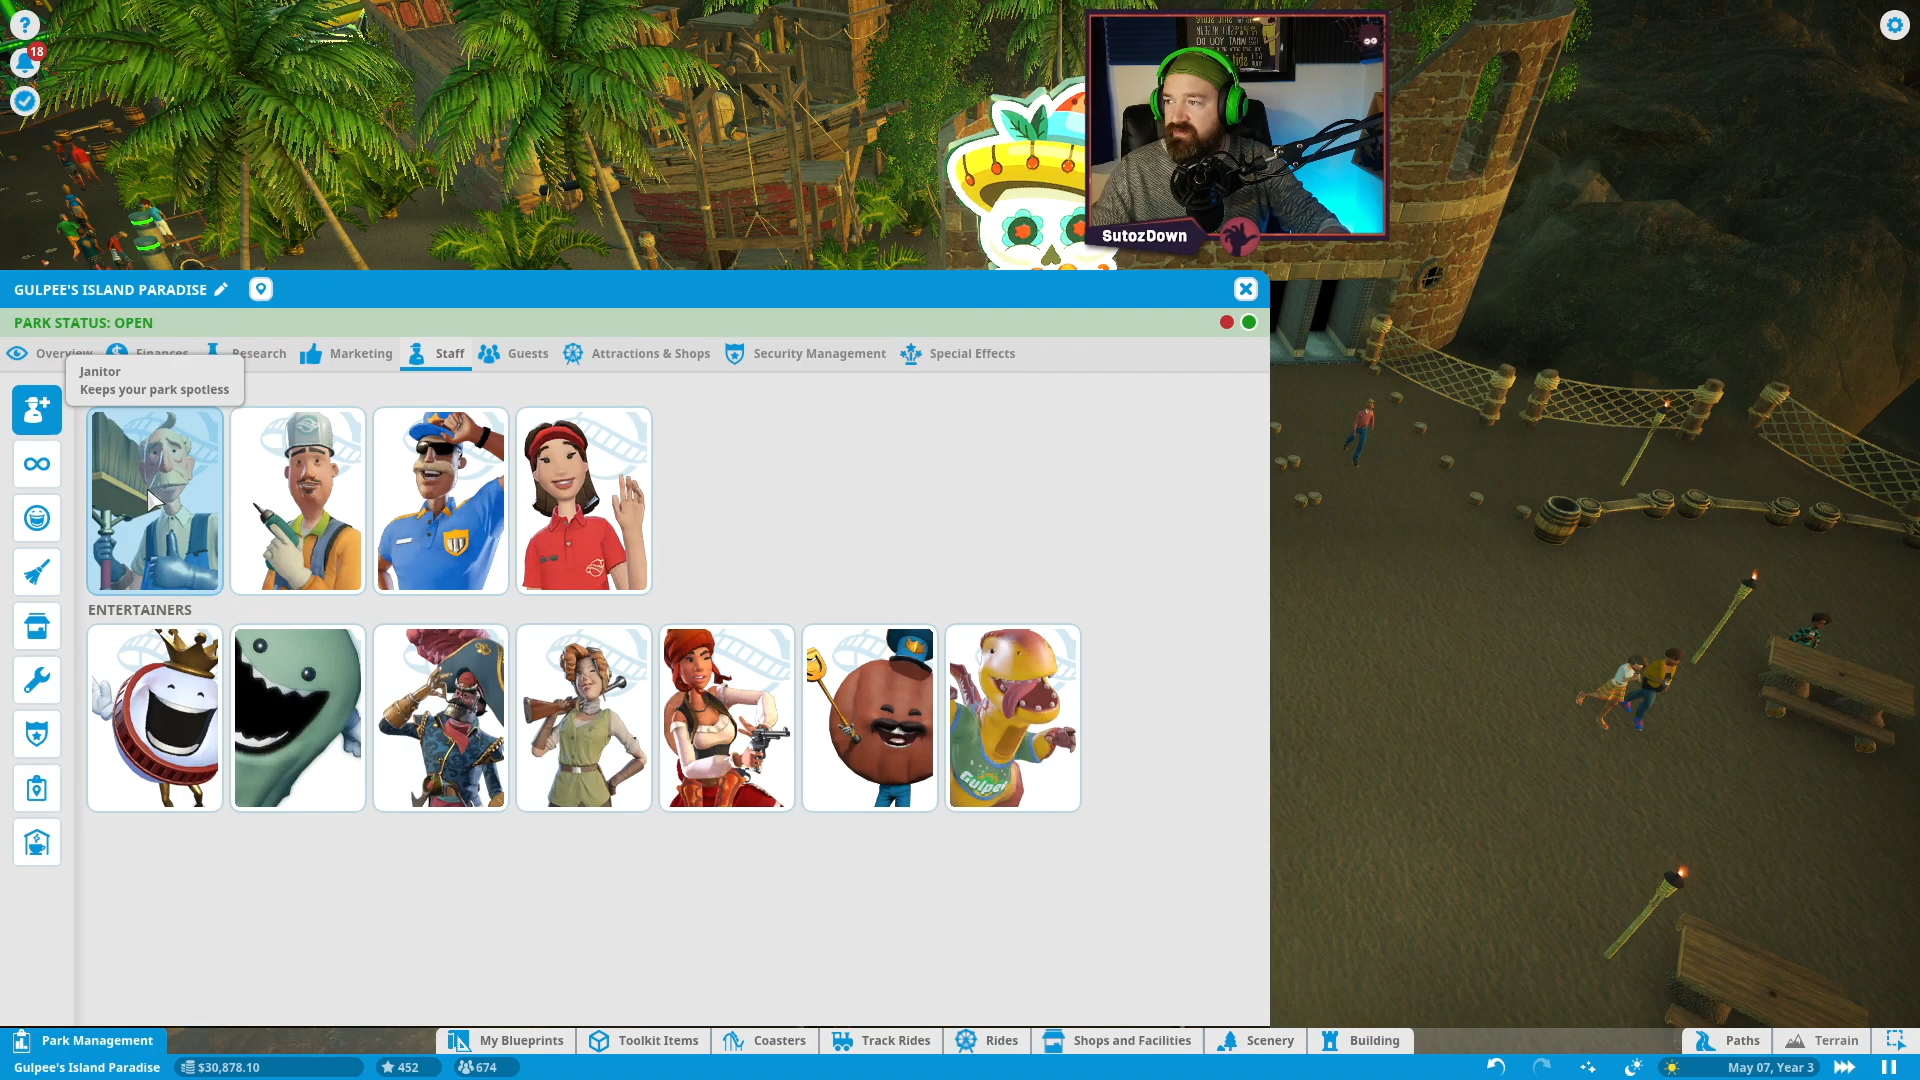 ?
18
SutozDown
GULPEE'S ISLAND PARADISE
PARK STATUS: OPEN
Overview Finances Research Marketing Staff Guests Attractions & Shops Security Management Special Effects
Janitor
Keeps your park spotless
ENTERTAINERS
Gulpee
Park Management My Blueprints Toolkit Items Coasters Track Rides Rides Shops and Facilities Scenery Building Paths Terrain
Gulpee's Island Paradise $30,878.10 452 674 May 07, Year 3